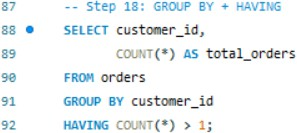 87 -- Step 18: GROUP BY + HAVING
88 SELECT customer_id,
89 COUNT(*) AS total_orders
90 FROM orders
91 GROUP BY customer_id
92 HAVING COUNT(*) > 1;